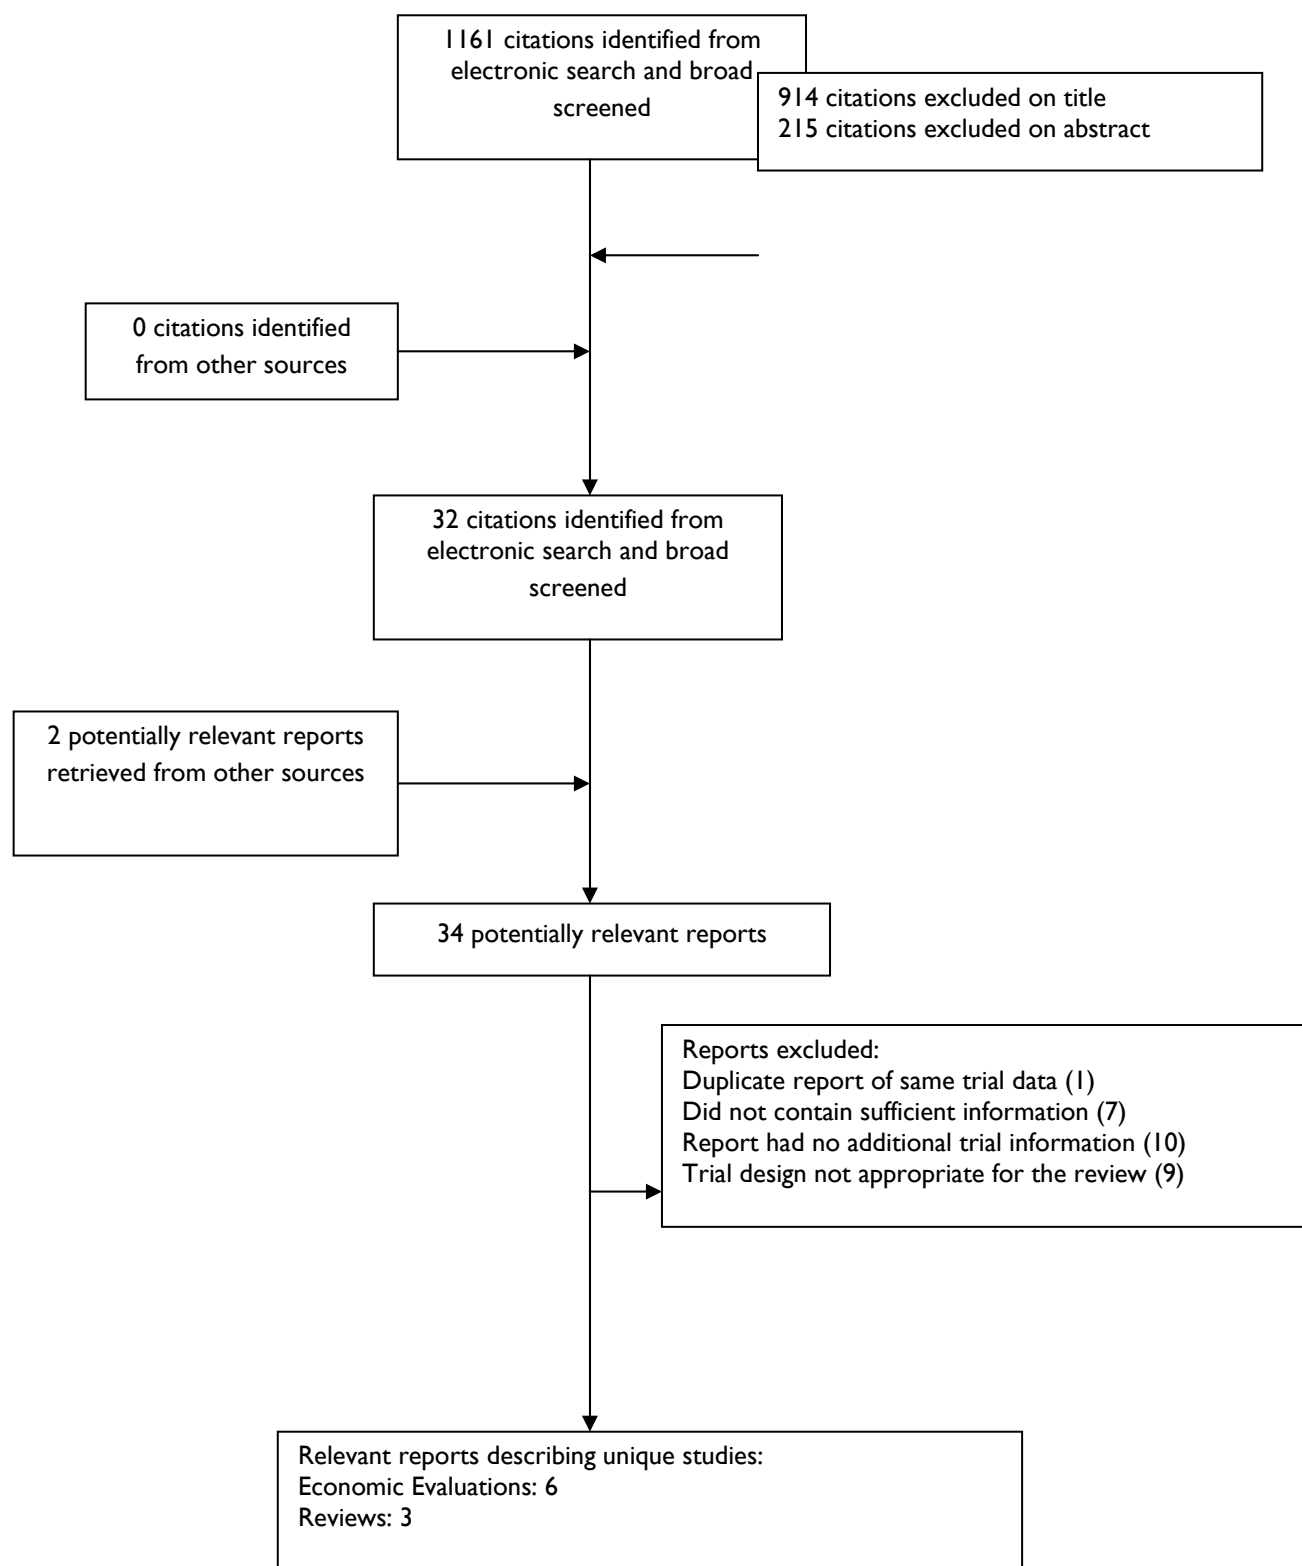 1161 citations identified from
electronic search and broad
screened
914 citations excluded on title
215 citations excluded on abstract
0 citations identified
from other sources
32 citations identified from
electronic search and broad
screened
2 potentially relevant reports
retrieved from other sources
34 potentially relevant reports
Reports excluded:
Duplicate report of same trial data (1)
Did not contain sufficient information (7)
Report had no additional trial information (10)
Trial design not appropriate for the review (9)
Relevant reports describing unique studies:
Economic Evaluations: 6
Reviews: 3